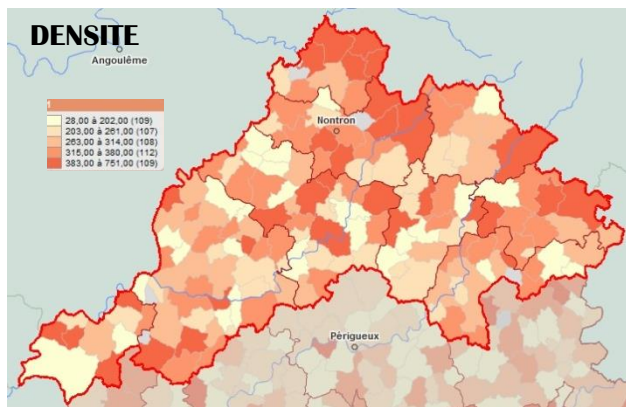 DENSITE
Angoulême
28,00 à 202,00 (109)
203,00 à 261,00 (107)
263,00 à 314,00 (108)
315,00 à 380,00 (112)
383,00 à 751,00 (109)
Nontron
Périgueux